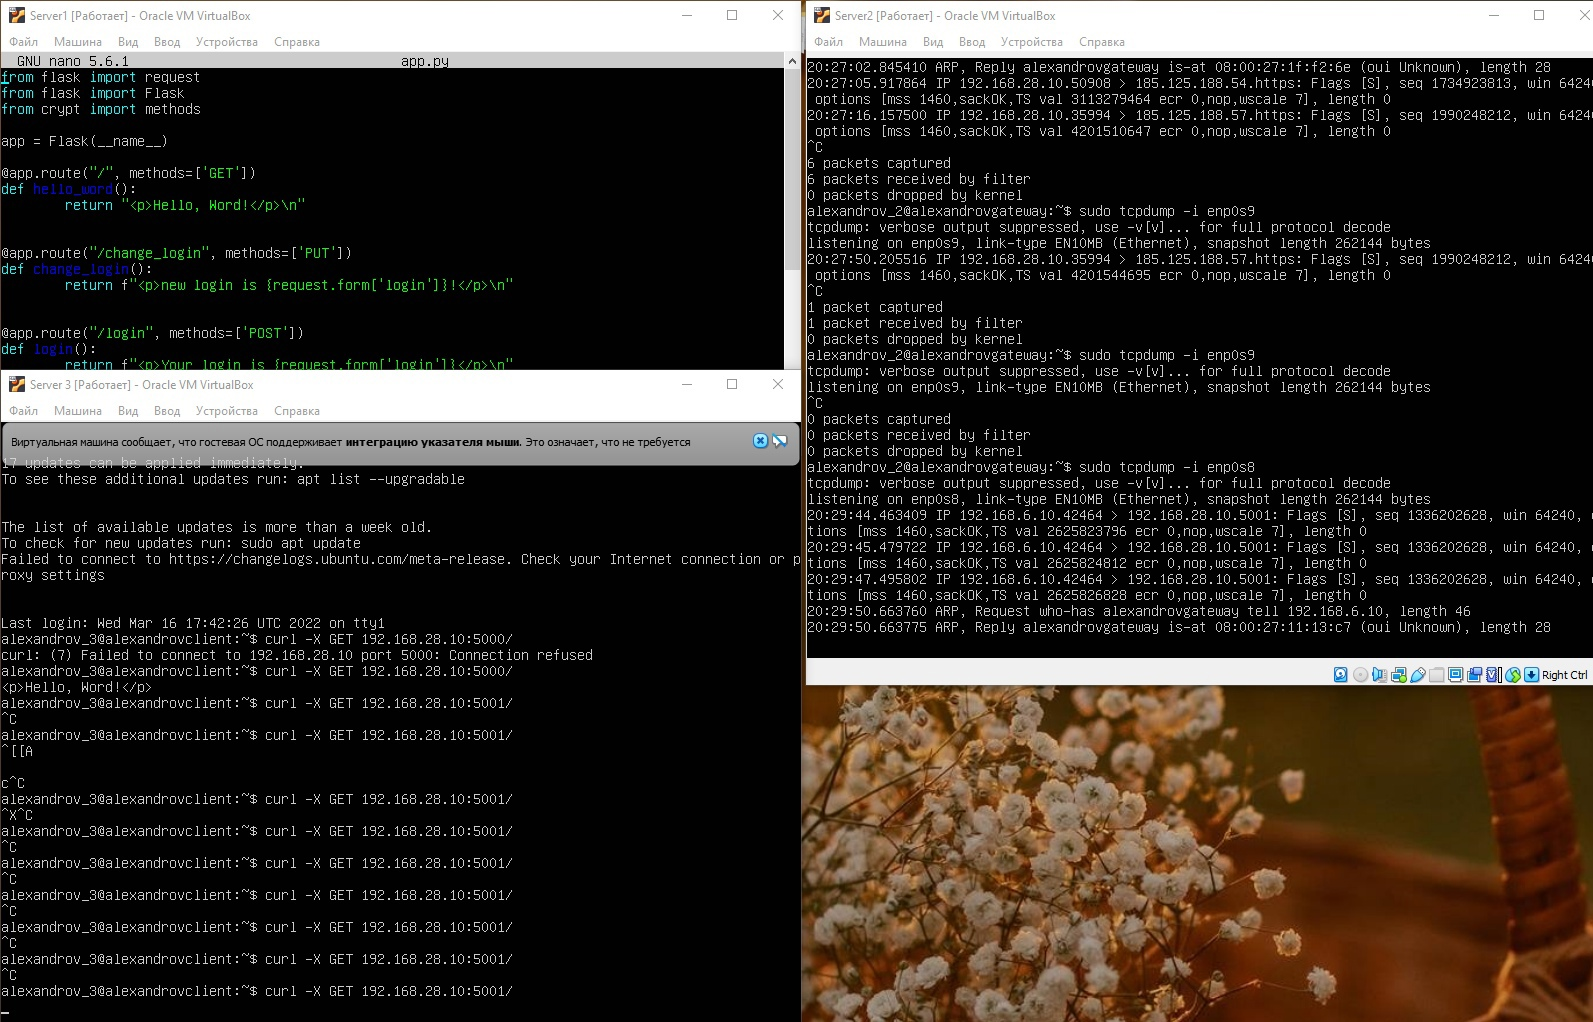 Server1 [Работает] - Oracle VM VirtualBox
Файл Машина Вид Ввод Устройства Справка
GNU nano 5.6.1 app.py
from flask import request
from flask import Flask
from crypt import methods
app = Flask(__name__)
@app.route("/", methods=['GET'])
def hello_word():
return "<p>Hello, Word!</p>\n"
@app.route("/change_login", methods=['PUT'])
def change_login():
return f"<p>new login is {request.form['login']}!</p>\n"
@app.route("/login", methods=['POST'])
def login():
return f"<p>Your login is {request.form['login']}</p>\n"
Server 3 [Работает] - Oracle VM VirtualBox
Файл Машина Вид Ввод Устройства Справка
Виртуальная машина сообщает, что гостевая ОС поддерживает интеграцию указателя мыши. Это означает, что не требуется
17 updates can be applied immediately.
To see these additional updates run: apt list --upgradable
The list of available updates is more than a week old.
To check for new updates run: sudo apt update
Failed to connect to https://changelogs.ubuntu.com/meta-release. Check your Internet connection or p
roxy settings
Last login: Wed Mar 16 17:42:26 UTC 2022 on tty1
alexandrov_3@alexandrovclient:~$ curl -X GET 192.168.28.10:5000/
curl: (7) Failed to connect to 192.168.28.10 port 5000: Connection refused
alexandrov_3@alexandrovclient:~$ curl -X GET 192.168.28.10:5000/
<p>Hello, Word!</p>
alexandrov_3@alexandrovclient:~$ curl -X GET 192.168.28.10:5001/
^C
alexandrov_3@alexandrovclient:~$ curl -X GET 192.168.28.10:5001/
^[[A
c^C
alexandrov_3@alexandrovclient:~$ curl -X GET 192.168.28.10:5001/
^X^C
alexandrov_3@alexandrovclient:~$ curl -X GET 192.168.28.10:5001/
^C
alexandrov_3@alexandrovclient:~$ curl -X GET 192.168.28.10:5001/
^C
alexandrov_3@alexandrovclient:~$ curl -X GET 192.168.28.10:5001/
^C
alexandrov_3@alexandrovclient:~$ curl -X GET 192.168.28.10:5001/
^C
alexandrov_3@alexandrovclient:~$ curl -X GET 192.168.28.10:5001/
^C
alexandrov_3@alexandrovclient:~$ curl -X GET 192.168.28.10:5001/
Server2 [Работает] - Oracle VM VirtualBox
Файл Машина Вид Ввод Устройства Справка
20:27:02.845410 ARP, Reply alexandrovgateway is-at 08:00:27:1f:f2:6e (oui Unknown), length 28
20:27:05.917864 IP 192.168.28.10.50908 > 185.125.188.54.https: Flags [S], seq 1734923813, win 6424
options [mss 1460,sackOK,TS val 3113279464 ecr 0,nop,wscale 7], length 0
20:27:16.157500 IP 192.168.28.10.35994 > 185.125.188.57.https: Flags [S], seq 1990248212, win 6424
options [mss 1460,sackOK,TS val 4201510647 ecr 0,nop,wscale 7], length 0
^C
6 packets captured
6 packets received by filter
0 packets dropped by kernel
alexandrov_2@alexandrovgateway:~$ sudo tcpdump -i enp0s9
tcpdump: verbose output suppressed, use -v[v]... for full protocol decode
listening on enp0s9, link-type EN10MB (Ethernet), snapshot length 262144 bytes
20:27:50.205516 IP 192.168.28.10.35994 > 185.125.188.57.https: Flags [S], seq 1990248212, win 6424
options [mss 1460,sackOK,TS val 4201544695 ecr 0,nop,wscale 7], length 0
^C
1 packet captured
1 packet received by filter
0 packets dropped by kernel
alexandrov_2@alexandrovgateway:~$ sudo tcpdump -i enp0s9
tcpdump: verbose output suppressed, use -v[v]... for full protocol decode
listening on enp0s9, link-type EN10MB (Ethernet), snapshot length 262144 bytes
^C
0 packets captured
0 packets received by filter
0 packets dropped by kernel
alexandrov_2@alexandrovgateway:~$ sudo tcpdump -i enp0s8
tcpdump: verbose output suppressed, use -v[v]... for full protocol decode
listening on enp0s8, link-type EN10MB (Ethernet), snapshot length 262144 bytes
20:29:44.463409 IP 192.168.6.10.42464 > 192.168.28.10.5001: Flags [S], seq 1336202628, win 64240, o
tions [mss 1460,sackOK,TS val 2625823796 ecr 0,nop,wscale 7], length 0
20:29:45.479722 IP 192.168.6.10.42464 > 192.168.28.10.5001: Flags [S], seq 1336202628, win 64240, o
tions [mss 1460,sackOK,TS val 2625824812 ecr 0,nop,wscale 7], length 0
20:29:47.495802 IP 192.168.6.10.42464 > 192.168.28.10.5001: Flags [S], seq 1336202628, win 64240, o
tions [mss 1460,sackOK,TS val 2625826828 ecr 0,nop,wscale 7], length 0
20:29:50.663760 ARP, Request who-has alexandrovgateway tell 192.168.6.10, length 46
20:29:50.663775 ARP, Reply alexandrovgateway is-at 08:00:27:11:13:c7 (oui Unknown), length 28
Right Ctrl